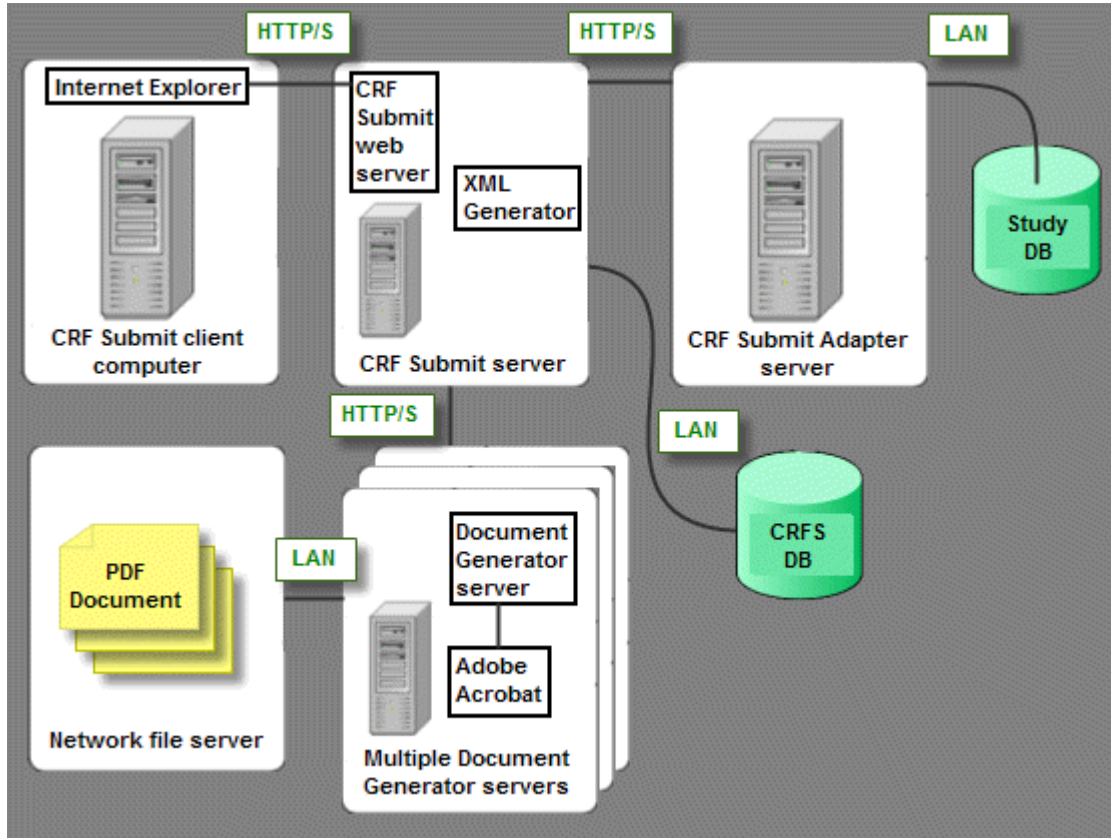 HTTP/S
HTTP/S
LAN
Internet Explorer
CRF
Submit
web
server
XML
Generator
Study
DB
CRF Submit client
computer
CRF Submit server
CRF Submit Adapter
server
HTTP/S
LAN
CRFS
DB
PDF
Document
LAN
Document
Generator
server
Adobe
Acrobat
Network file server
Multiple Document
Generator servers